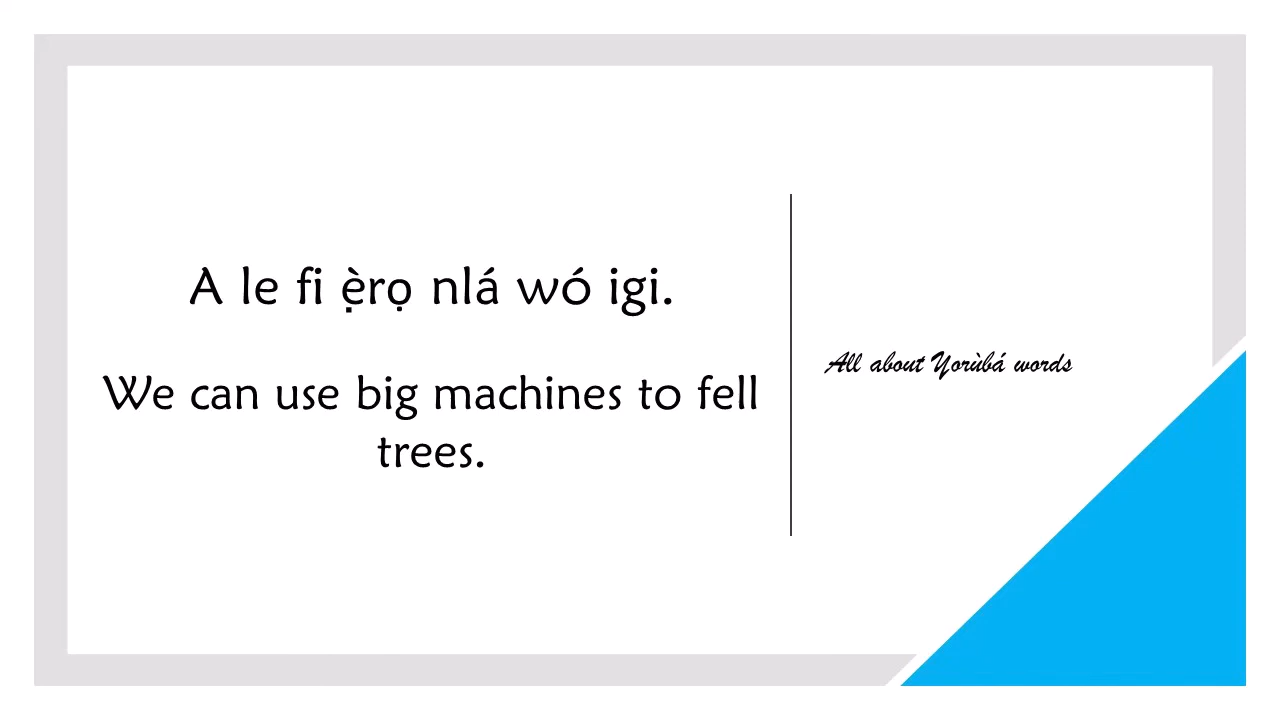 A le fi ẹ̀rọ nlá wó igi.
We can use big machines to fell
trees.
All about Yorùbá words